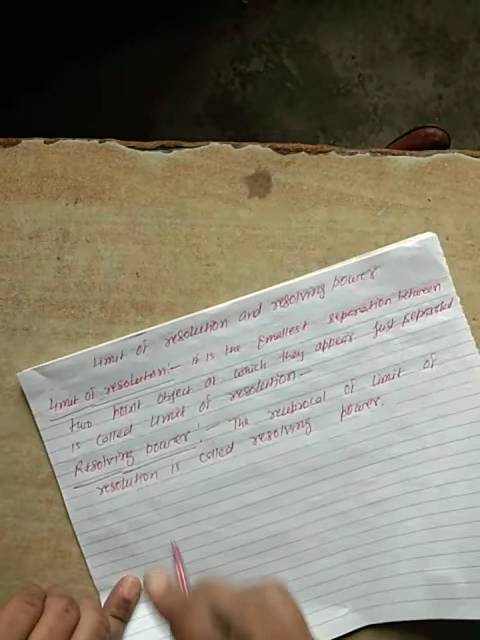 Limit of resolution and resolving power
Limit of resolution:- It is the smallest separation between
two point object at which they appear Just seperated
is called Limit of resolution-
Resolving power:- The reciprocal of Limit of
resolution is called resolving power.